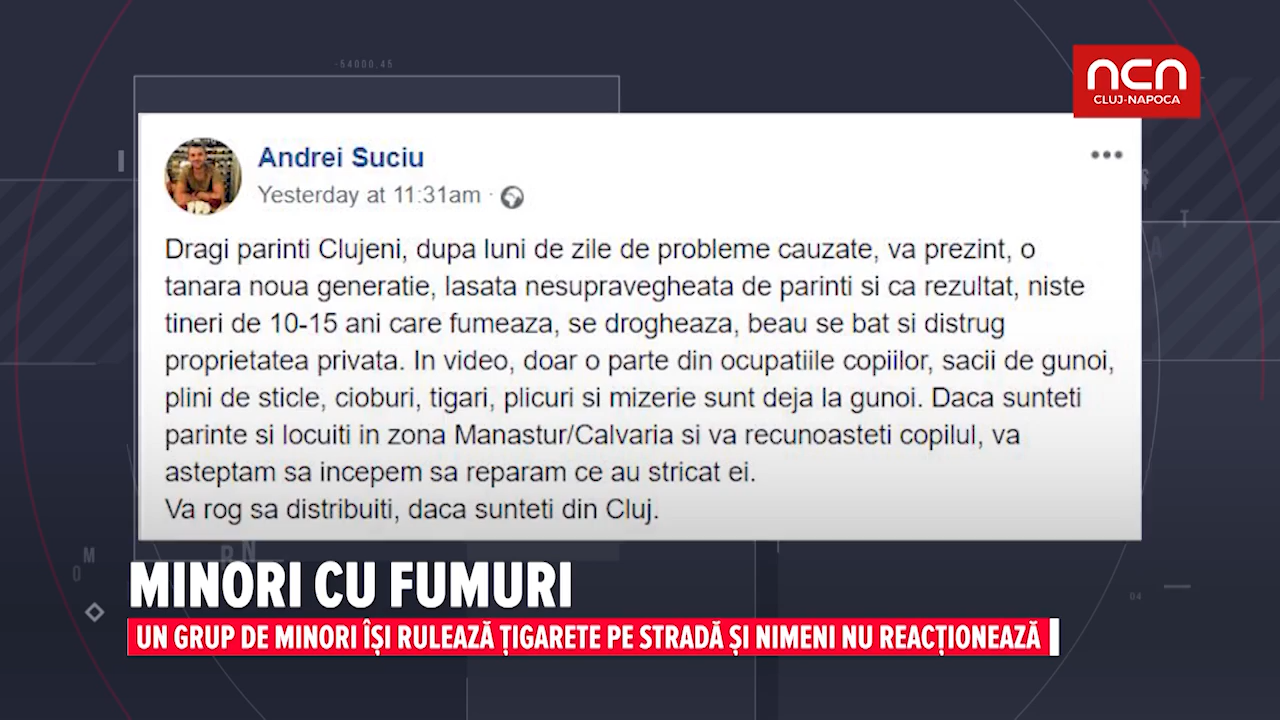 -54000.45
ncn
CLUJ-NAPOCA
Andrei Suciu
Yesterday at 11:31am ·
Dragi parinti Clujeni, dupa luni de zile de probleme cauzate, va prezint, o
tanara noua generatie, lasata nesupravegheata de parinti si ca rezultat, niste
tineri de 10-15 ani care fumeaza, se drogheaza, beau se bat si distrug
proprietatea privata. In video, doar o parte din ocupatiile copiilor, sacii de gunoi,
plini de sticle, cioburi, tigari, plicuri si mizerie sunt deja la gunoi. Daca sunteti
parinte si locuiti in zona Manastur/Calvaria si va recunoasteti copilul, va
asteptam sa incepem sa reparam ce au stricat ei.
Va rog sa distribuiti, daca sunteti din Cluj.
MINORI CU FUMURI
UN GRUP DE MINORI ÎȘI RULEAZĂ ȚIGARETE PE STRADĂ ȘI NIMENI NU REACȚIONEAZĂ
04